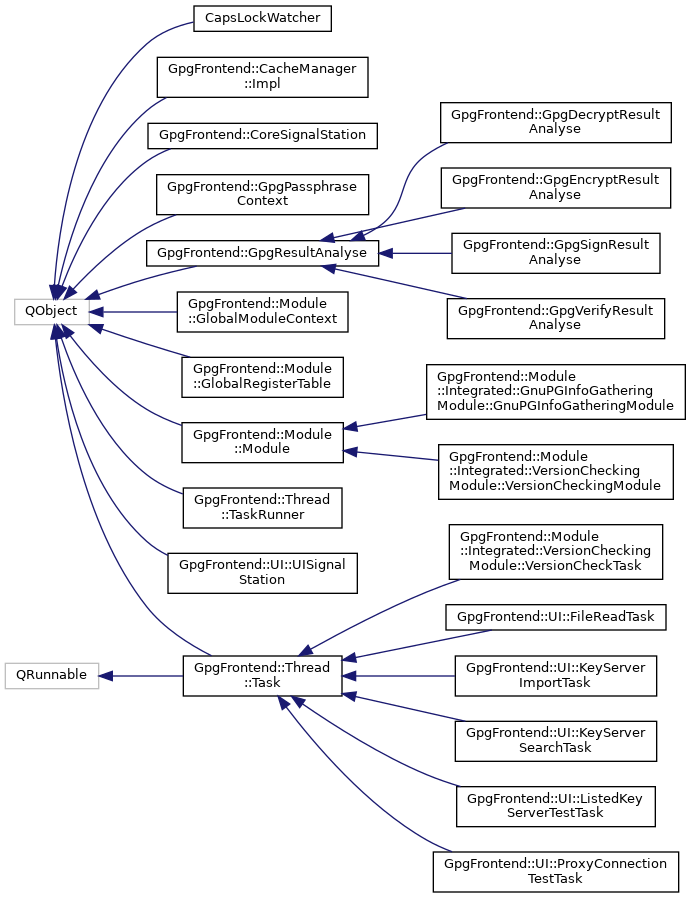 CapsLockWatcher
GpgFrontend::CacheManager
::Impl
GpgFrontend::CoreSignalStation
GpgFrontend::GpgPassphrase
Context
GpgFrontend::GpgResultAnalyse
GpgFrontend::GpgDecryptResult
Analyse
GpgFrontend::GpgEncryptResult
Analyse
GpgFrontend::GpgSignResult
Analyse
GpgFrontend::GpgVerifyResult
Analyse
QObject
GpgFrontend::Module
::GlobalModuleContext
GpgFrontend::Module
::GlobalRegisterTable
GpgFrontend::Module
::Module
GpgFrontend::Module
::Integrated::GnuPGInfoGathering
Module::GnuPGInfoGatheringModule
GpgFrontend::Module
::Integrated::VersionChecking
Module::VersionCheckingModule
GpgFrontend::Thread
::TaskRunner
GpgFrontend::UI::UISignal
Station
QRunnable
GpgFrontend::Thread
::Task
GpgFrontend::Module
::Integrated::VersionChecking
Module::VersionCheckTask
GpgFrontend::UI::FileReadTask
GpgFrontend::UI::KeyServer
ImportTask
GpgFrontend::UI::KeyServer
SearchTask
GpgFrontend::UI::ListedKey
ServerTestTask
GpgFrontend::UI::ProxyConnection
TestTask